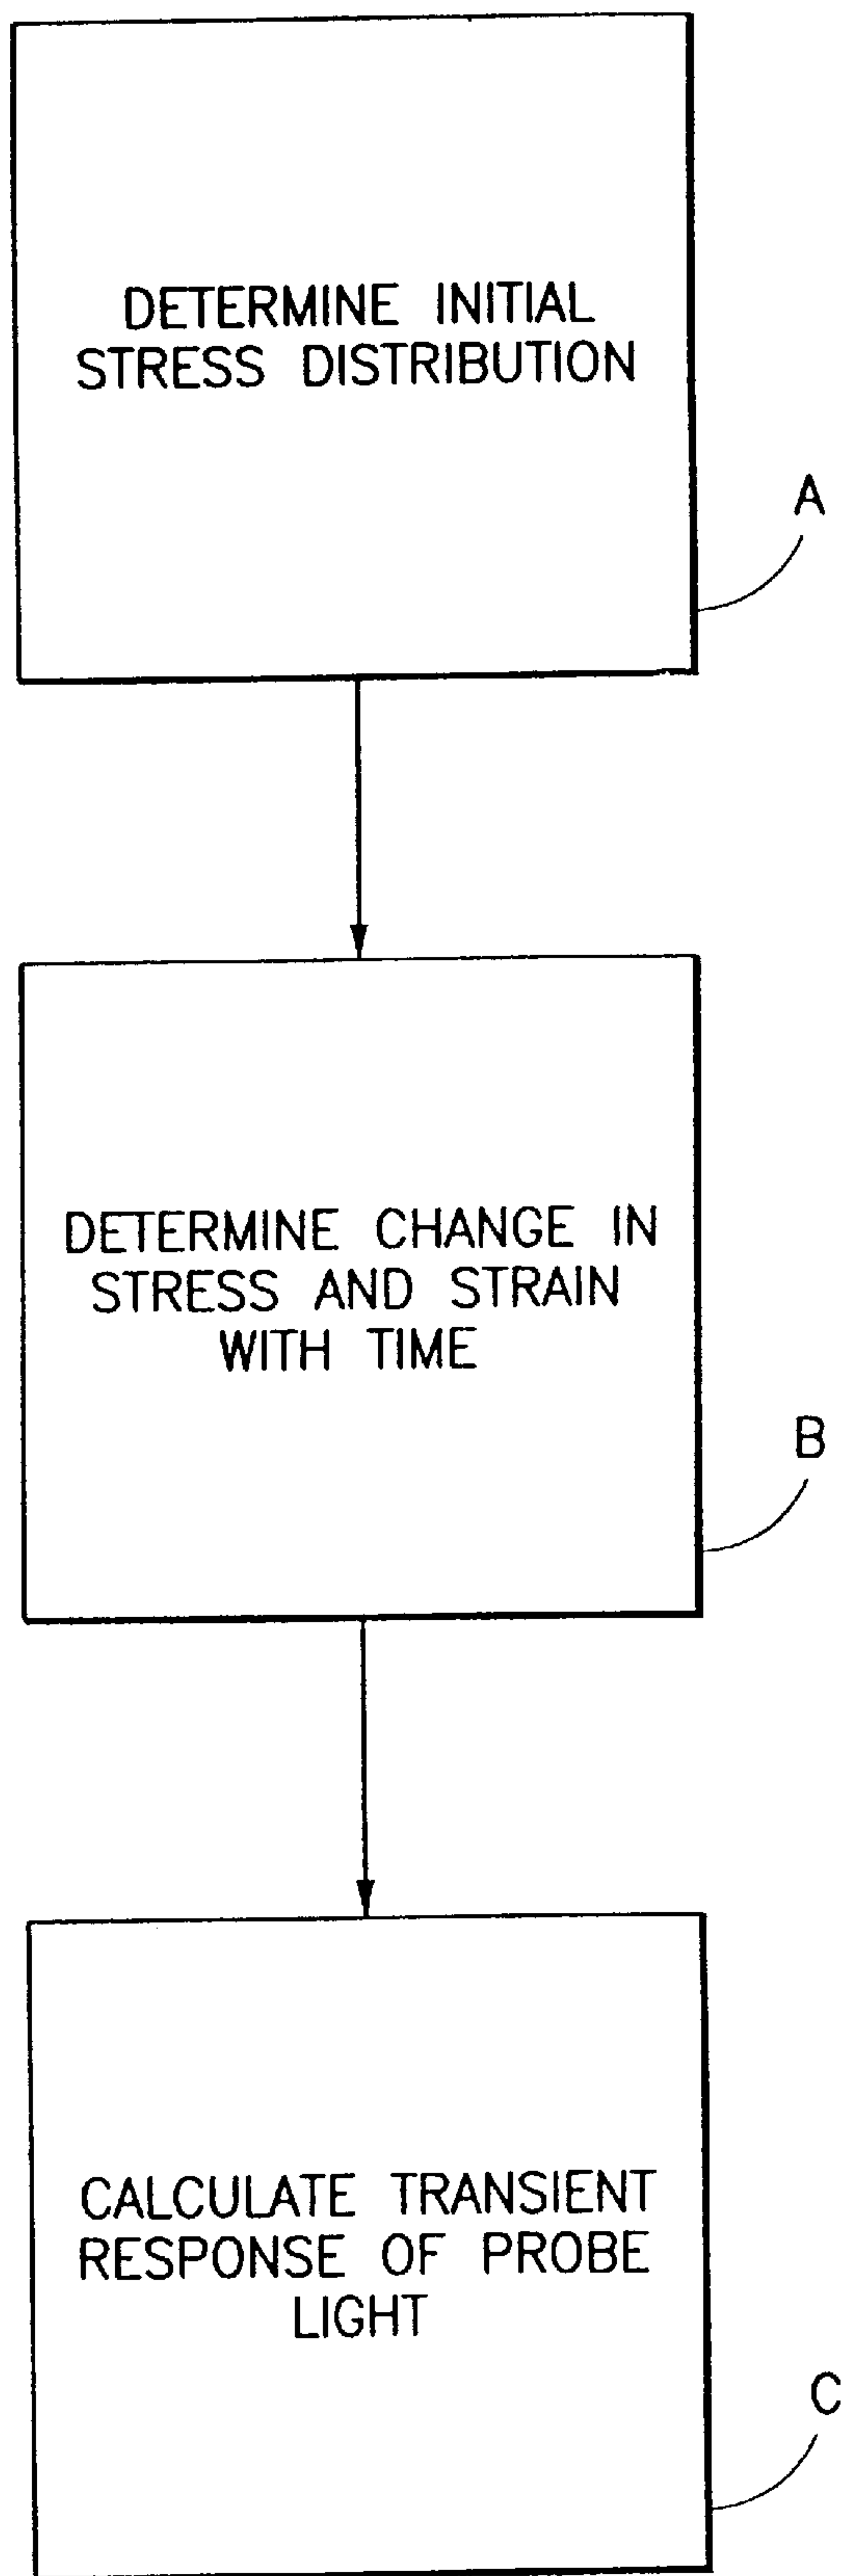 DETERMINE INITIAL
STRESS DISTRIBUTION
A
DETERMINE CHANGE IN
STRESS AND STRAIN
WITH TIME
B
CALCULATE TRANSIENT
RESPONSE OF PROBE
LIGHT
C